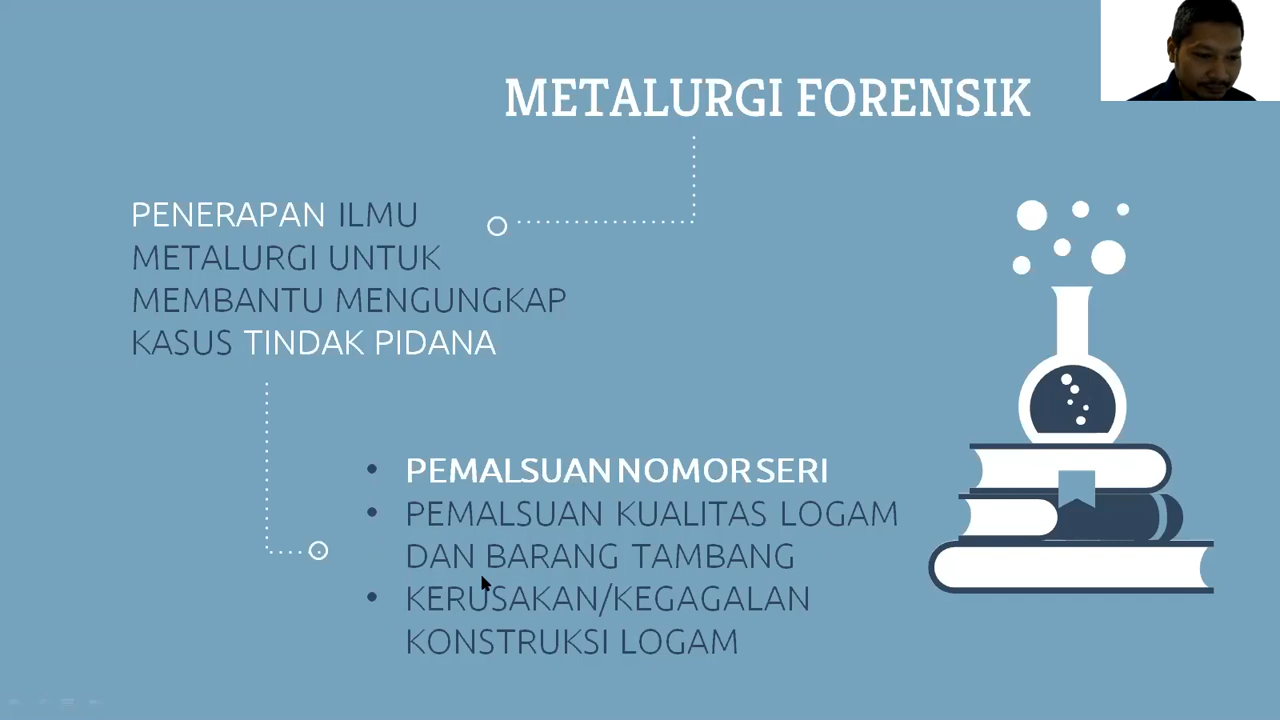 METALURGI FORENSIK
PENERAPAN ILMU
METALURGI UNTUK
MEMBANTU MENGUNGKAP
KASUS TINDAK PIDANA
• PEMALSUAN NOMOR SERI
• PEMALSUAN KUALITAS LOGAM
DAN BARANG TAMBANG
• KERUSAKAN/KEGAGALAN
KONSTRUKSI LOGAM